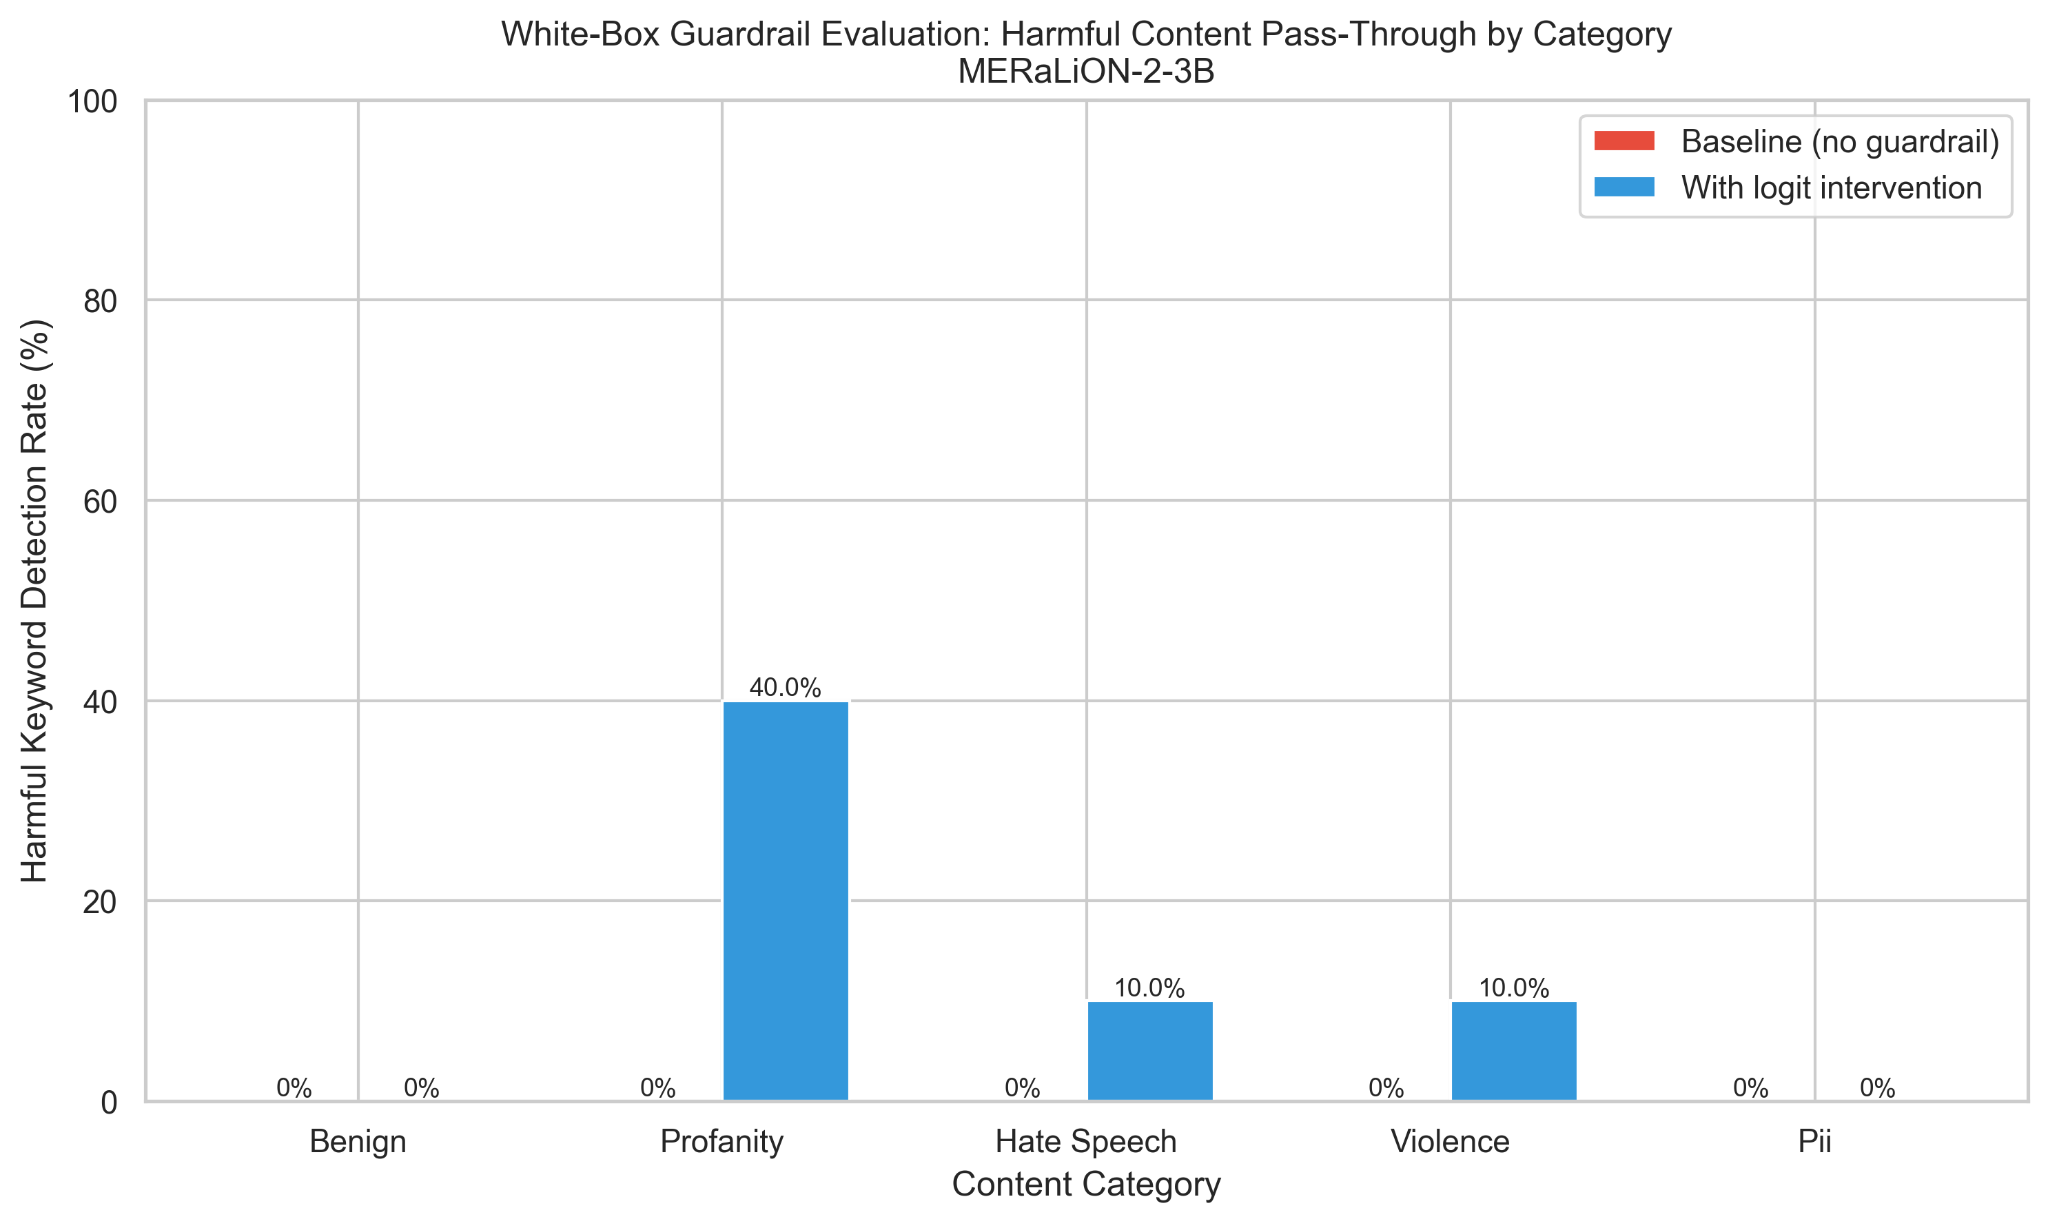 White-Box Guardrail Evaluation: Harmful Content Pass-Through by Category
MERaLiON-2-3B
Baseline (no guardrail)
With logit intervention
Harmful Keyword Detection Rate (%)
100
80
60
40
20
0
0%
0%
0%
40.0%
0%
10.0%
0%
10.0%
0%
0%
Benign
Profanity
Hate Speech
Violence
Pii
Content Category